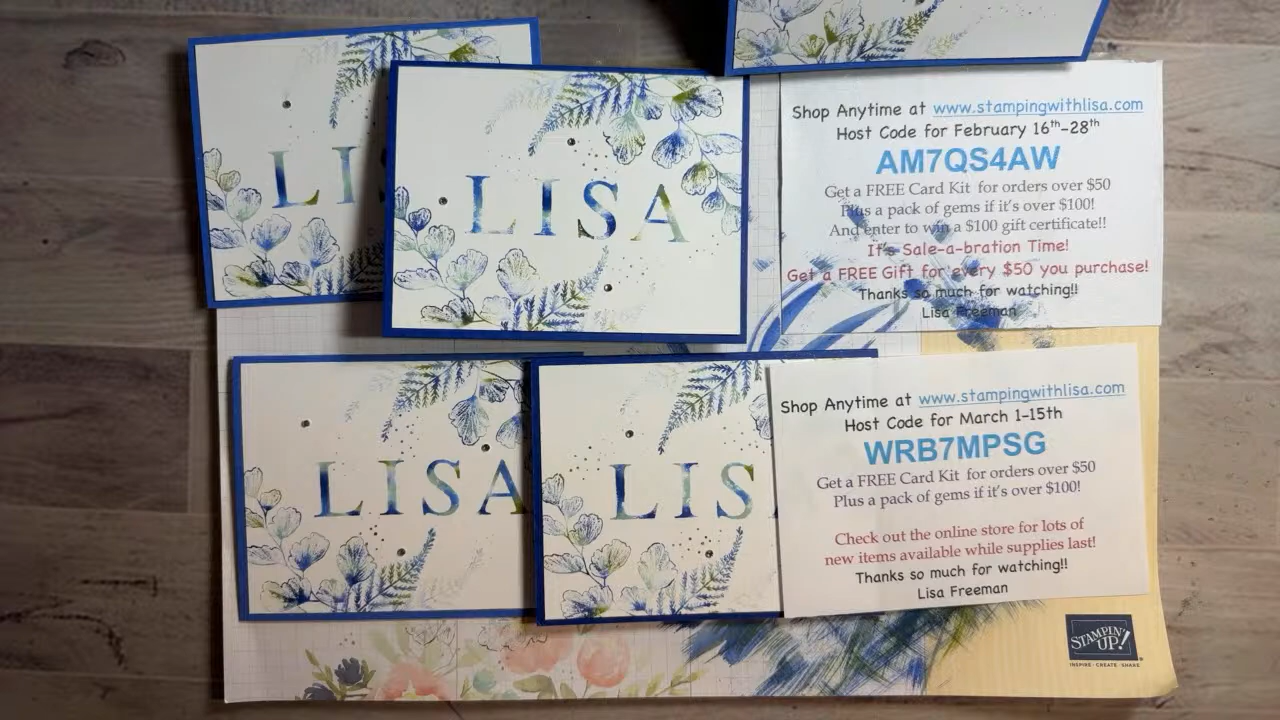 LI
LISA
Shop Anytime at www.stampingwithlisa.com
Host Code for February 16th-28th
AM7QS4AW
Get a FREE Card Kit for orders over $50
Plus a pack of gems if it's over $100!
And enter to win a $100 gift certificate!!
It's Sale-a-bration Time!
Get a FREE Gift for every $50 you purchase!
Thanks so much for watching!!
Lisa Freeman
LISA
LIS
Shop Anytime at www.stampingwithlisa.com
Host Code for March 1-15th
WRB7MPSG
Get a FREE Card Kit for orders over $50
Plus a pack of gems if it's over $100!
Check out the online store for lots of
new items available while supplies last!
Thanks so much for watching!!
Lisa Freeman
STAMPIN'
UP!
INSPIRE · CREATE · SHARE